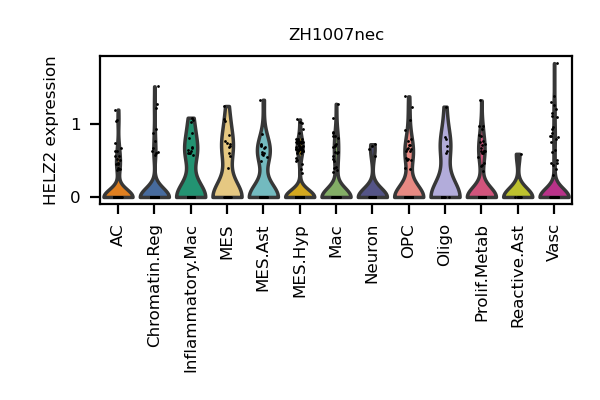 ZH1007nec
HELZ2 expression
1
0
AC
Chromatin.Reg
Inflammatory.Mac
MES
MES.Ast
MES.Hyp
Mac
Neuron
OPC
Oligo
Prolif.Metab
Reactive.Ast
Vasc